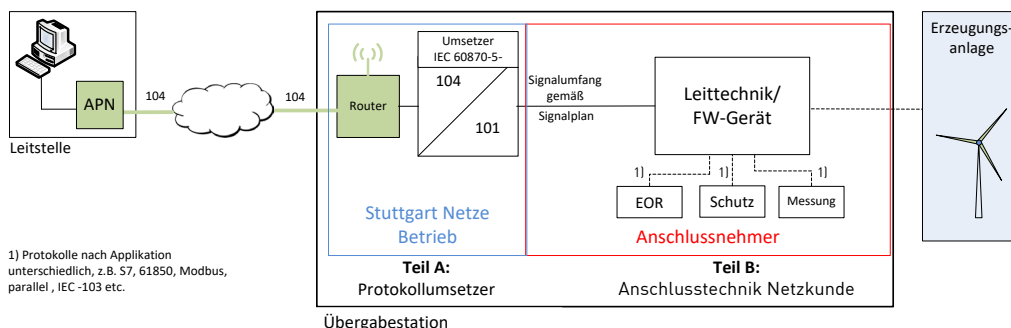 APN
Leitstelle
104
104
Router
Umsetzer
IEC 60870-5-
104
101
Stuttgart Netze
Betrieb
Signalumfang
gemäß
Signalplan
Leittechnik/
FW-Gerät
1)
1)
1)
EOR
Schutz
Messung
Anschlussnehmer
Erzeugungs-
anlage
Teil A:
Protokollumsetzer
Teil B:
Anschlusstechnik Netzkunde
Übergabestation
1) Protokolle nach Applikation
unterschiedlich, z.B. S7, 61850, Modbus,
parallel , IEC -103 etc.